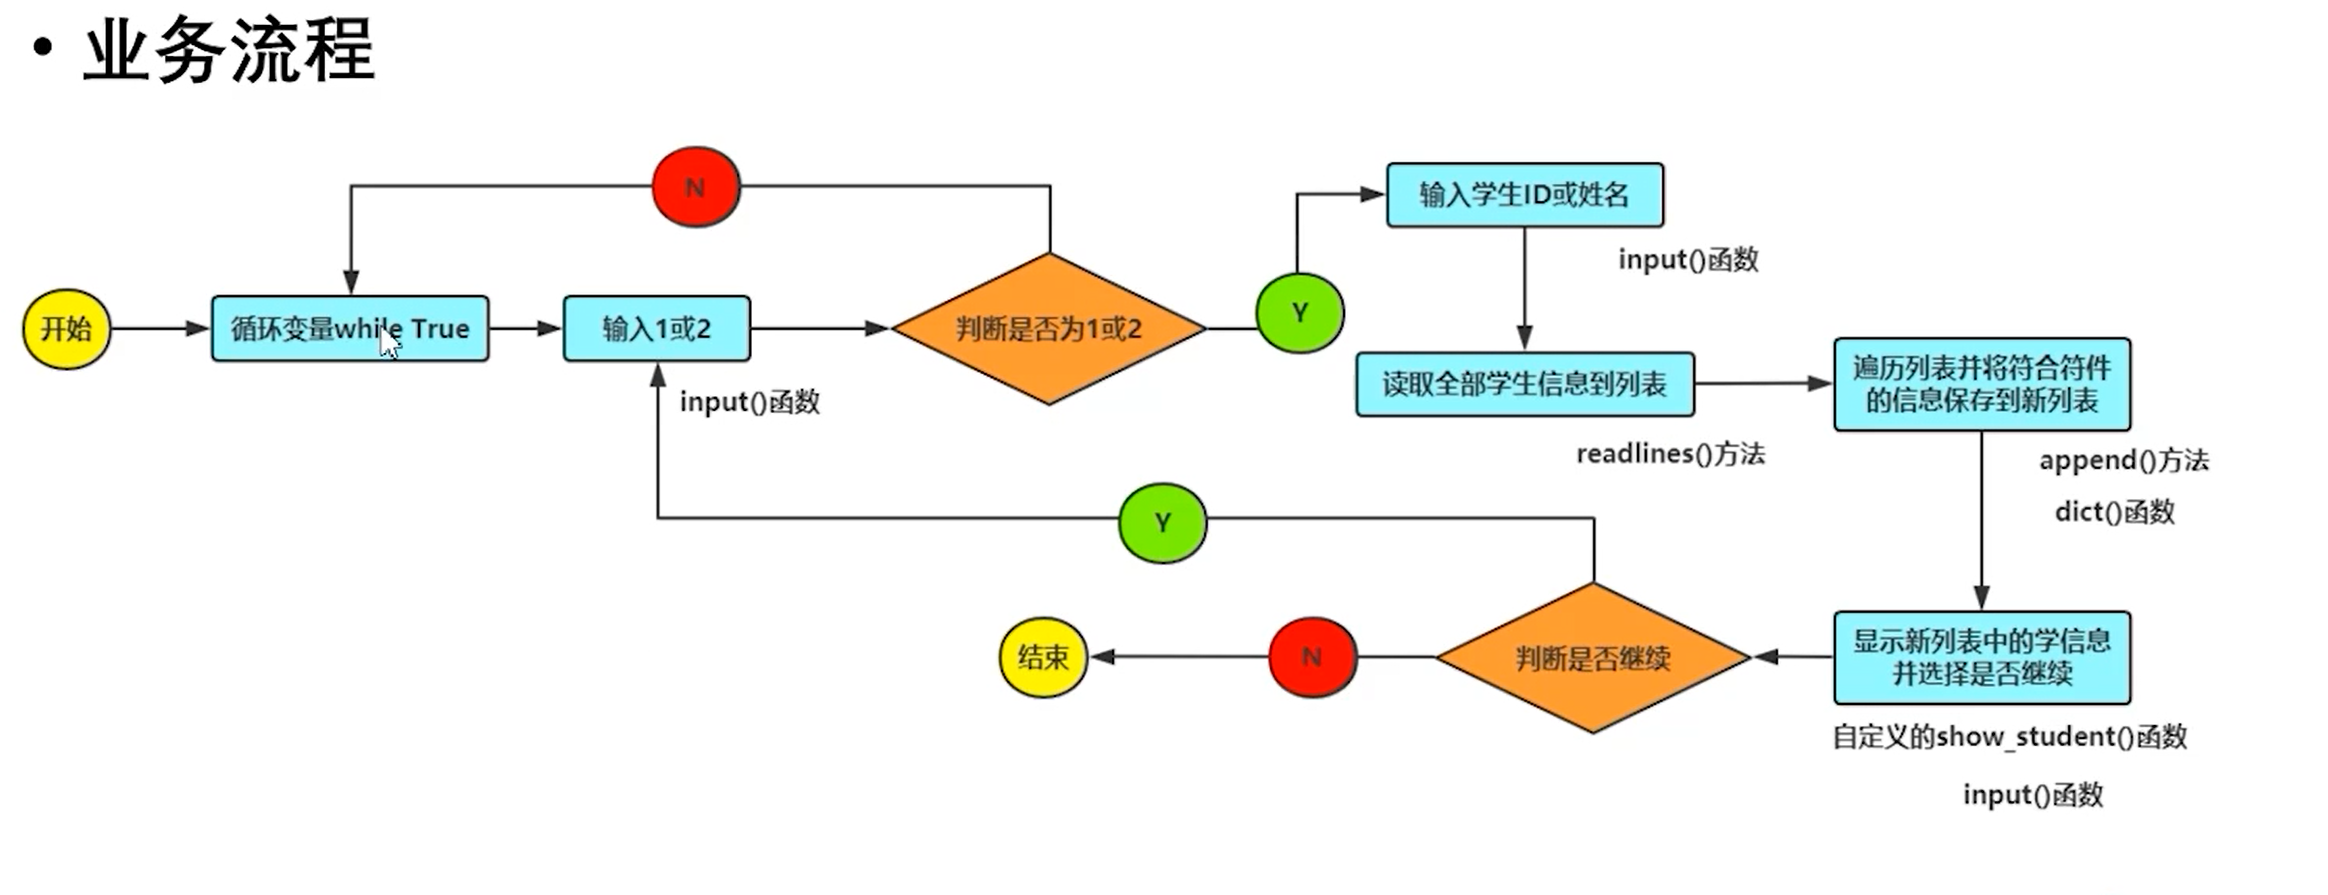 • 业务流程
N
开始
循环变量while True
输入1或2
input()函数
判断是否为1或2
Y
输入学生ID或姓名
input()函数
读取全部学生信息到列表
readlines()方法
遍历列表并将符合符件
的信息保存到新列表
append()方法
dict()函数
显示新列表中的学信息
并选择是否继续
自定义的show_student()函数
input()函数
判断是否继续
Y
N
结束